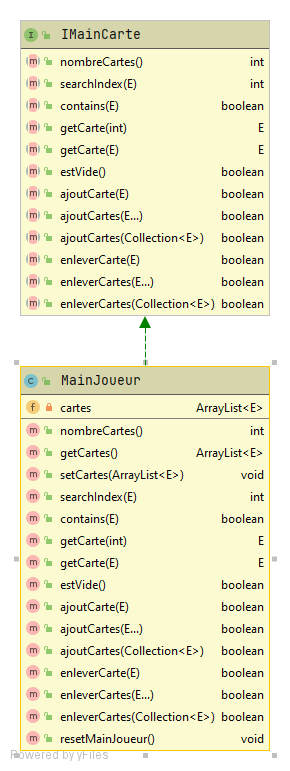 I IMainCarte
m nombreCartes() int
m searchIndex(E) int
m contains(E) boolean
m getCarte(int) E
m getCarte(E) E
m estVide() boolean
m ajoutCarte(E) boolean
m ajoutCartes(E...) boolean
m ajoutCartes(Collection<E>) boolean
m enleverCarte(E) boolean
m enleverCartes(E...) boolean
m enleverCartes(Collection<E>) boolean
C MainJoueur
f cartes ArrayList<E>
m nombreCartes() int
m getCartes() ArrayList<E>
m setCartes(ArrayList<E>) void
m searchIndex(E) int
m contains(E) boolean
m getCarte(int) E
m getCarte(E) E
m estVide() boolean
m ajoutCarte(E) boolean
m ajoutCartes(E...) boolean
m ajoutCartes(Collection<E>) boolean
m enleverCarte(E) boolean
m enleverCartes(E...) boolean
m enleverCartes(Collection<E>) boolean
m resetMainJoueur() void
Powered by yFiles